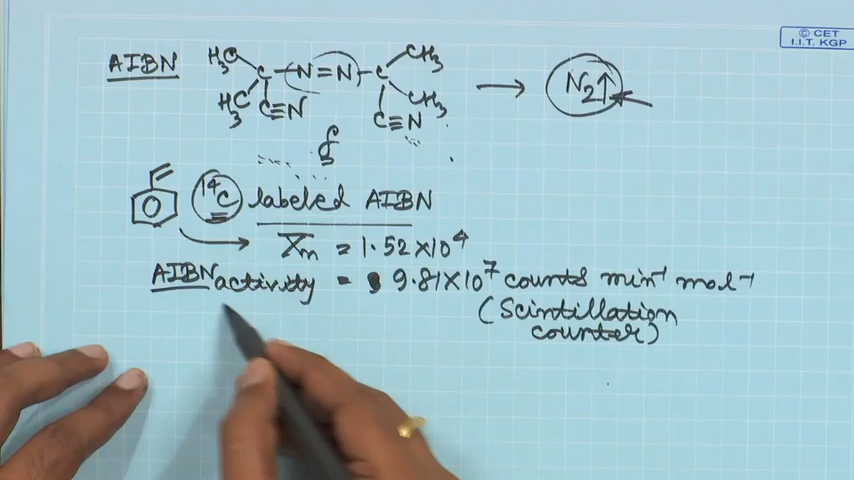 © CET
I.I.T. KGP
AIBN H3C CH3
C — N = N — C → N2↑
H3C C≡N CH3
C≡N
f
14C labeled AIBN
X̅n = 1.52 × 10^4
AIBN activity = 9.81 × 10^7 counts min⁻¹ mol⁻¹
(Scintillation
counter)